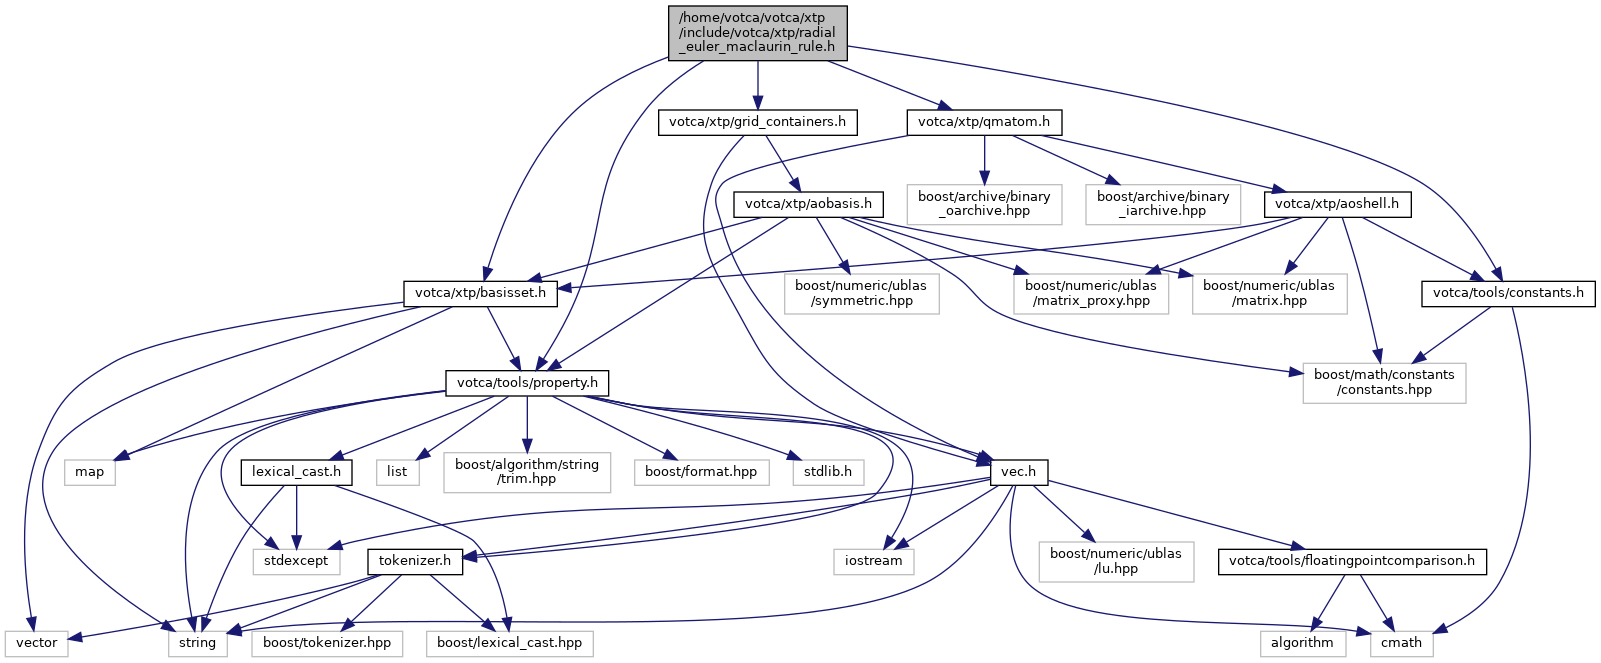 /home/votca/votca/xtp
/include/votca/xtp/radial
_euler_maclaurin_rule.h
votca/xtp/grid_containers.h
votca/xtp/qmatom.h
votca/xtp/aobasis.h
boost/archive/binary
_oarchive.hpp
boost/archive/binary
_iarchive.hpp
votca/xtp/aoshell.h
votca/xtp/basisset.h
boost/numeric/ublas
/symmetric.hpp
boost/numeric/ublas
/matrix_proxy.hpp
boost/numeric/ublas
/matrix.hpp
votca/tools/constants.h
votca/tools/property.h
boost/math/constants
/constants.hpp
map
lexical_cast.h
list
boost/algorithm/string
/trim.hpp
boost/format.hpp
stdlib.h
vec.h
stdexcept
tokenizer.h
iostream
boost/numeric/ublas
/lu.hpp
votca/tools/floatingpointcomparison.h
vector
string
boost/tokenizer.hpp
boost/lexical_cast.hpp
algorithm
cmath